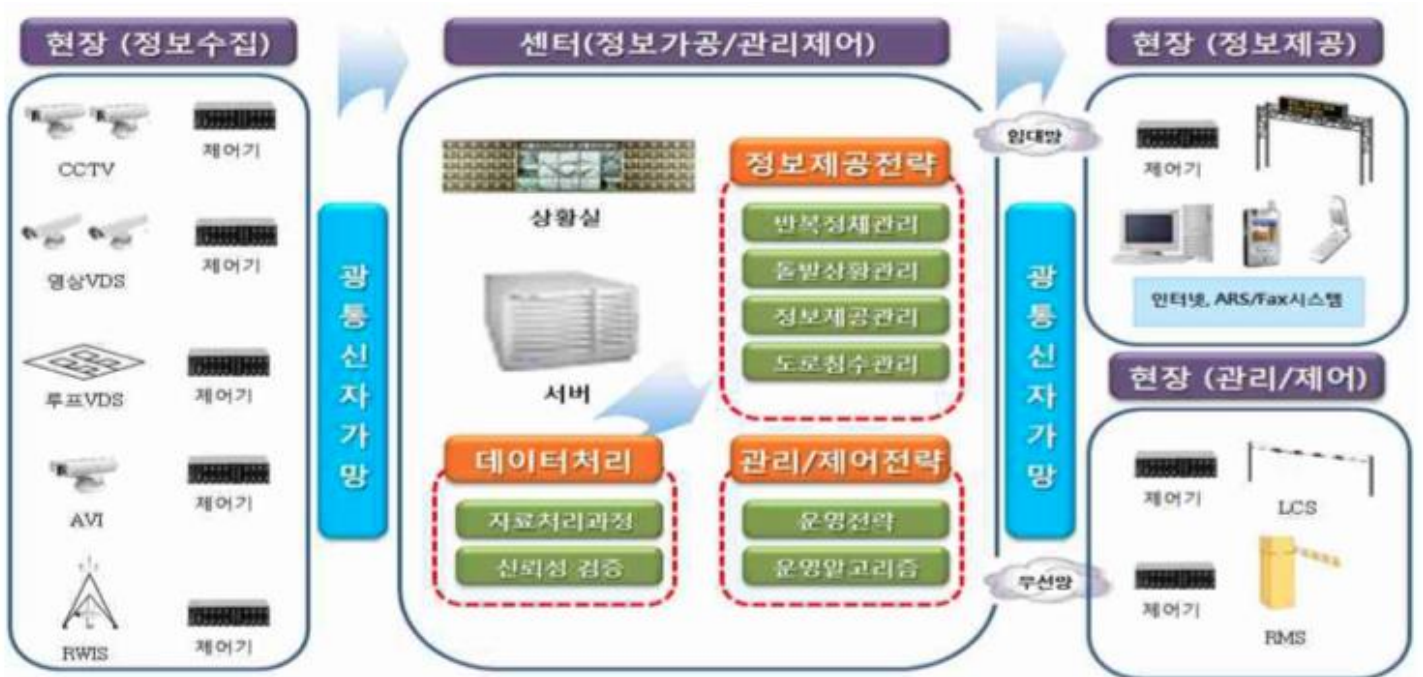 현장 (정보수집)
CCTV
제어기
영상VDS
제어기
루프VDS
제어기
AVI
제어기
RWIS
제어기
광통신자가망
센터(정보가공/관리제어)
상황실
서버
정보제공전략
반복정체관리
돌발상황관리
정보제공관리
도로침수관리
데이터처리
자료처리과정
신뢰성 검증
관리/제어전략
운영전략
운영알고리즘
임대망
광통신자가망
무선망
현장 (정보제공)
제어기
인터넷, ARS/Fax시스템
현장 (관리/제어)
제어기
LCS
제어기
RMS